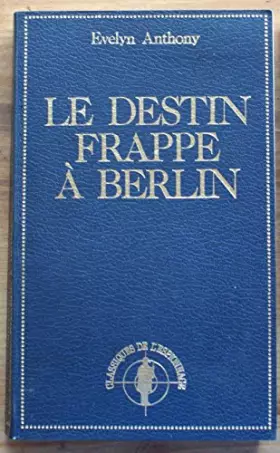 Evelyn Anthony
LE DESTIN
FRAPPE
À BERLIN
CLASSIQUES DE L'ESPIONNAGE